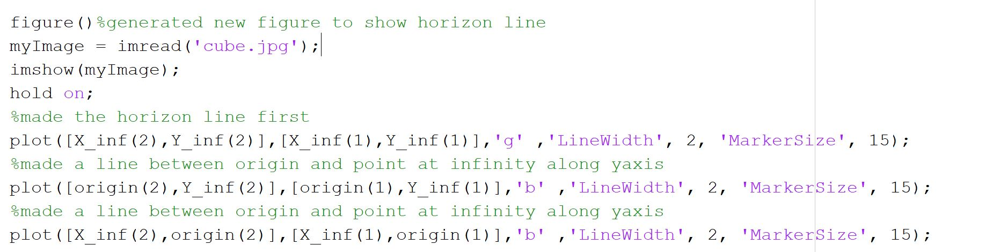 figure()%generated new figure to show horizon line
myImage = imread('cube.jpg');
imshow(myImage);
hold on;
%made the horizon line first
plot([X_inf(2),Y_inf(2)],[X_inf(1),Y_inf(1)],'g' ,'LineWidth', 2, 'MarkerSize', 15);
%made a line between origin and point at infinity along yaxis
plot([origin(2),Y_inf(2)],[origin(1),Y_inf(1)],'b' ,'LineWidth', 2, 'MarkerSize', 15);
%made a line between origin and point at infinity along yaxis
plot([X_inf(2),origin(2)],[X_inf(1),origin(1)],'b' ,'LineWidth', 2, 'MarkerSize', 15);